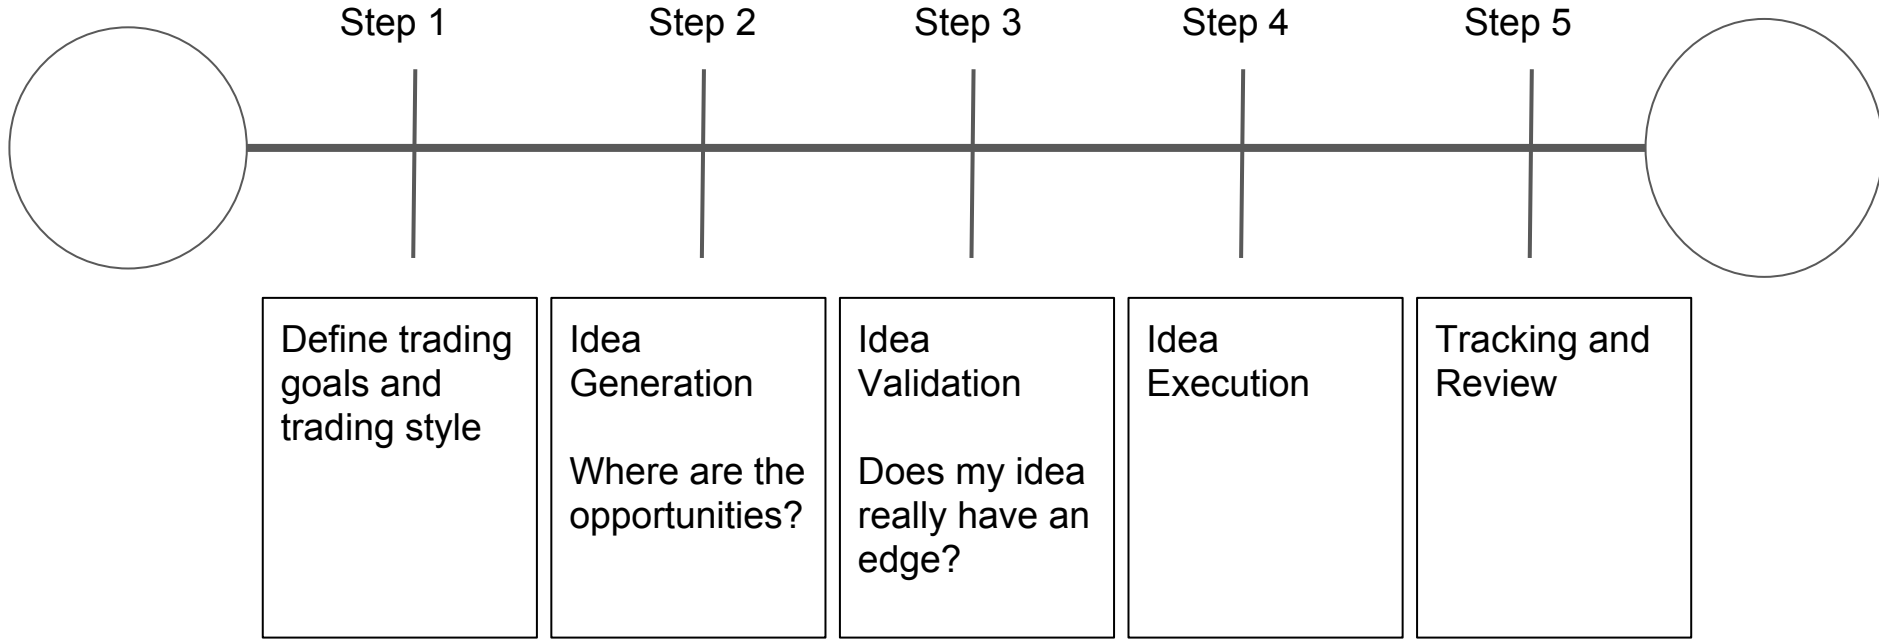 Step 1
Step 2
Step 3
Step 4
Step 5
Define trading
goals and
trading style
Idea
Generation
Where are the
opportunities?
Idea
Validation
Does my idea
really have an
edge?
Idea
Execution
Tracking and
Review